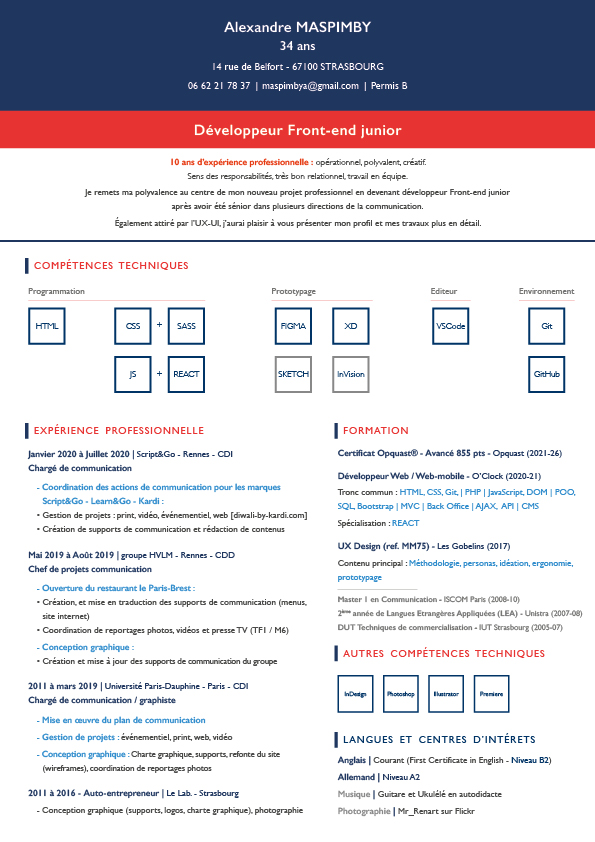 Alexandre MASPIMBY
34 ans
14 rue de Belfort - 67100 STRASBOURG
06 62 21 78 37 | maspimbya@gmail.com | Permis B
Développeur Front-end junior
10 ans d'expérience professionnelle : opérationnel, polyvalent, créatif.
Sens des responsabilités, très bon relationnel, travail en équipe.
Je remets ma polyvalence au centre de mon nouveau projet professionnel en devenant développeur Front-end junior
après avoir été sénior dans plusieurs directions de la communication.
Également attiré par l'UX-UI, j'aurai plaisir à vous présenter mon profil et mes travaux plus en détail.
COMPÉTENCES TECHNIQUES
Programmation
HTML
CSS + SASS
JS + REACT
Prototypage
FIGMA
XD
SKETCH
InVision
Editeur
VSCode
Environnement
Git
GitHub
EXPÉRIENCE PROFESSIONNELLE
Janvier 2020 à Juillet 2020 | Script&Go - Rennes - CDI
Chargé de communication
- Coordination des actions de communication pour les marques
Script&Go - Learn&Go - Kardi :
• Gestion de projets : print, vidéo, événementiel, web [diwali-by-kardi.com]
• Création de supports de communication et rédaction de contenus
Mai 2019 à Août 2019 | groupe HVLM - Rennes - CDD
Chef de projets communication
- Ouverture du restaurant le Paris-Brest :
• Création, et mise en traduction des supports de communication (menus,
site internet)
• Coordination de reportages photos, vidéos et presse TV (TF1 / M6)
- Conception graphique :
• Création et mise à jour des supports de communication du groupe
2011 à mars 2019 | Université Paris-Dauphine - Paris - CDI
Chargé de communication / graphiste
- Mise en œuvre du plan de communication
- Gestion de projets : événementiel, print, web, vidéo
- Conception graphique : Charte graphique, supports, refonte du site
(wireframes), coordination de reportages photos
2011 à 2016 - Auto-entrepreneur | Le Lab. - Strasbourg
- Conception graphique (supports, logos, charte graphique), photographie
FORMATION
Certificat Opquast® - Avancé 855 pts - Opquast (2021-26)
Développeur Web / Web-mobile - O'Clock (2020-21)
Tronc commun : HTML, CSS, Git, | PHP | JavaScript, DOM | POO,
SQL, Bootstrap | MVC | Back Office | AJAX, API | CMS
Spécialisation : REACT
UX Design (ref. MM75) - Les Gobelins (2017)
Contenu principal : Méthodologie, personas, idéation, ergonomie,
prototypage
Master 1 en Communication - ISCOM Paris (2008-10)
2ème année de Langues Etrangères Appliquées (LEA) - Unistra (2007-08)
DUT Techniques de commercialisation - IUT Strasbourg (2005-07)
AUTRES COMPÉTENCES TECHNIQUES
InDesign
Photoshop
Illustrator
Premiere
LANGUES ET CENTRES D'INTÉRETS
Anglais | Courant (First Certificate in English - Niveau B2)
Allemand | Niveau A2
Musique | Guitare et Ukulélé en autodidacte
Photographie | Mr_Renart sur Flickr